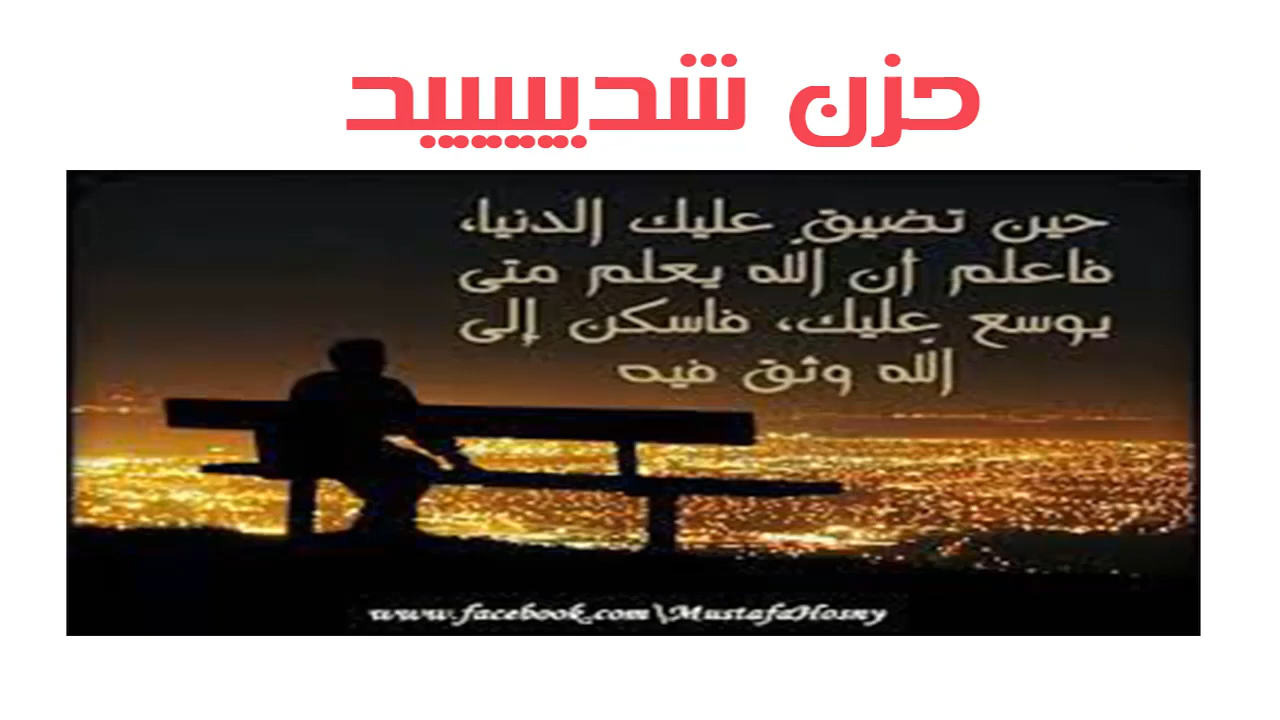 حزن شديييييد
حين تضيق عليك الدنيا،
فاعلم أن الله يعلم متى
يوسع عليك، فاسكن إلى
الله وثق فيه
www.facebook.com\MustafaHosny